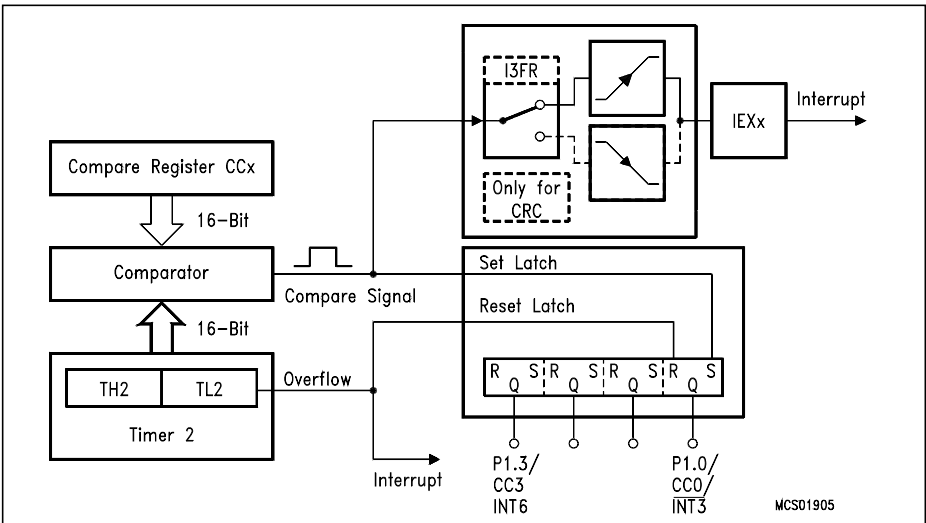 I3FR
Only for
CRC
IEXx
Interrupt
Compare Register CCx
16-Bit
Comparator
Compare Signal
16-Bit
TH2
TL2
Timer 2
Overflow
Interrupt
Set Latch
Reset Latch
R S R S R S R S
Q Q Q Q
P1.3/
CC3
INT6
P1.0/
CC0/
INT3
MCS01905